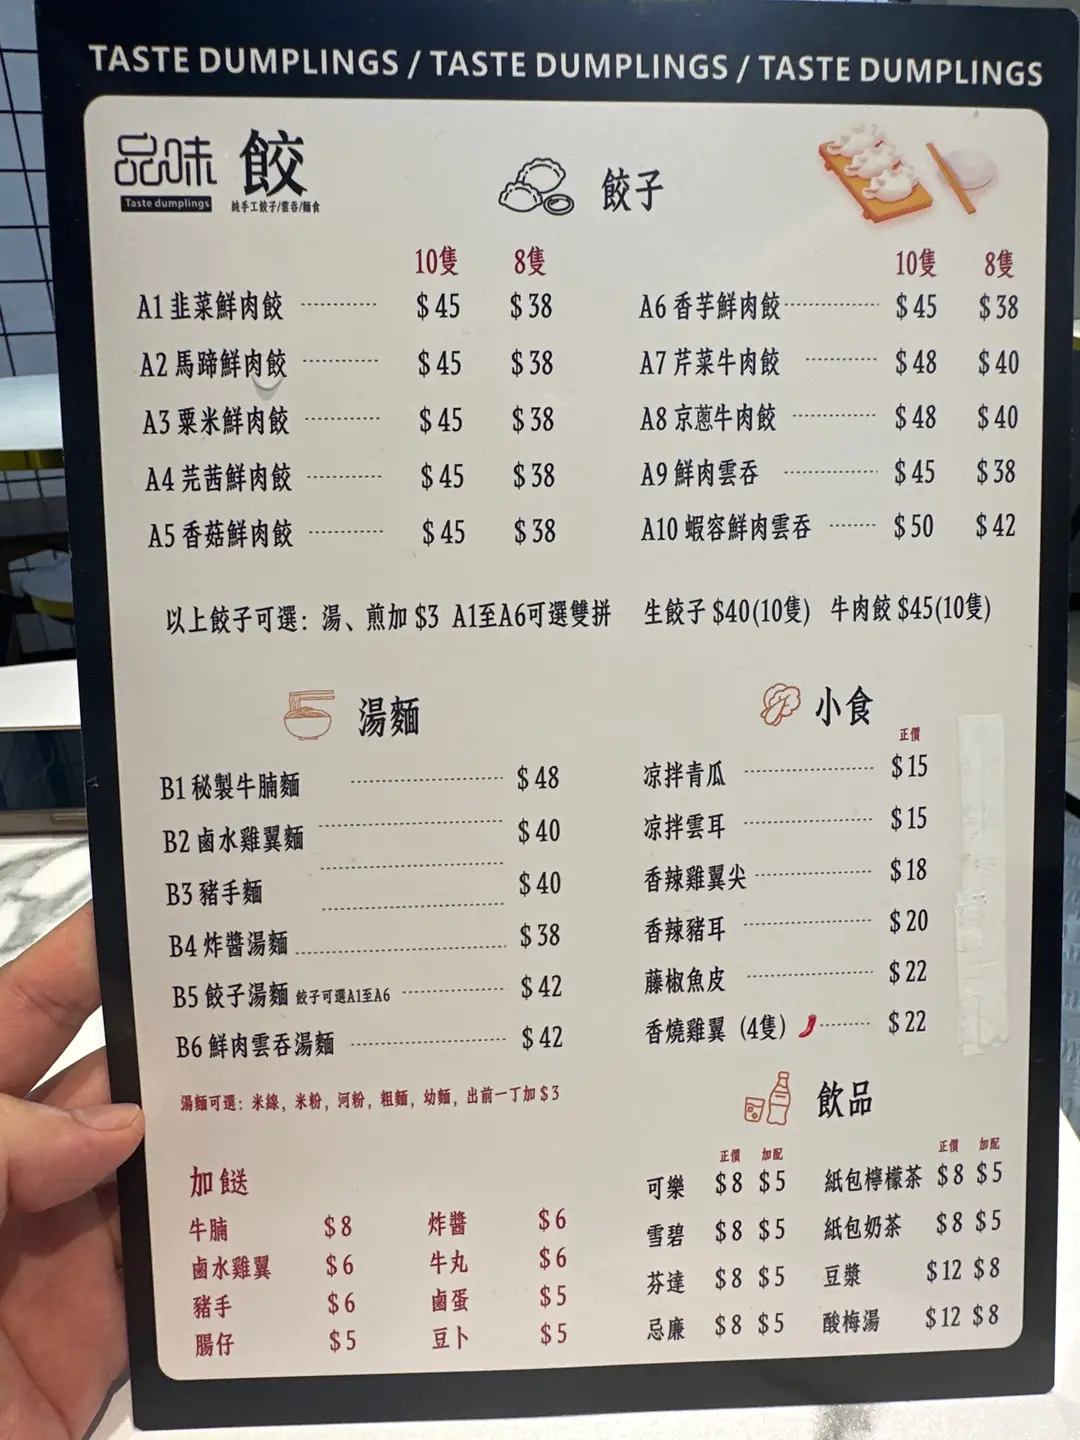 TASTE DUMPLINGS / TASTE DUMPLINGS / TASTE DUMPLINGS
品味 餃
Taste dumplings
純手工餃子/雲吞/麵食
餃子
10隻 8隻
A1 韭菜鮮肉餃 $45 $38
A2 馬蹄鮮肉餃 $45 $38
A3 粟米鮮肉餃 $45 $38
A4 芫茜鮮肉餃 $45 $38
A5 香菇鮮肉餃 $45 $38
10隻 8隻
A6 香芋鮮肉餃 $45 $38
A7 芹菜牛肉餃 $48 $40
A8 京蔥牛肉餃 $48 $40
A9 鮮肉雲吞 $45 $38
A10 蝦容鮮肉雲吞 $50 $42
以上餃子可選：湯、煎加 $3 A1至A6可選雙拼 生餃子 $40(10隻) 牛肉餃 $45(10隻)
湯麵
B1 秘製牛腩麵 $48
B2 鹵水雞翼麵 $40
B3 豬手麵 $40
B4 炸醬湯麵 $38
B5 餃子湯麵 餃子可選A1至A6 $42
B6 鮮肉雲吞湯麵 $42
湯麵可選：米線，米粉，河粉，粗麵，幼麵，出前一丁加 $3
加餸
牛腩 $8 炸醬 $6
鹵水雞翼 $6 牛丸 $6
豬手 $6 鹵蛋 $5
腸仔 $5 豆卜 $5
小食
正價
凉拌青瓜 $15
凉拌雲耳 $15
香辣雞翼尖 $18
香辣豬耳 $20
藤椒魚皮 $22
香燒雞翼（4隻） $22
飲品
正價 加配 正價 加配
可樂 $8 $5 紙包檸檬茶 $8 $5
雪碧 $8 $5 紙包奶茶 $8 $5
芬達 $8 $5 豆漿 $12 $8
忌廉 $8 $5 酸梅湯 $12 $8